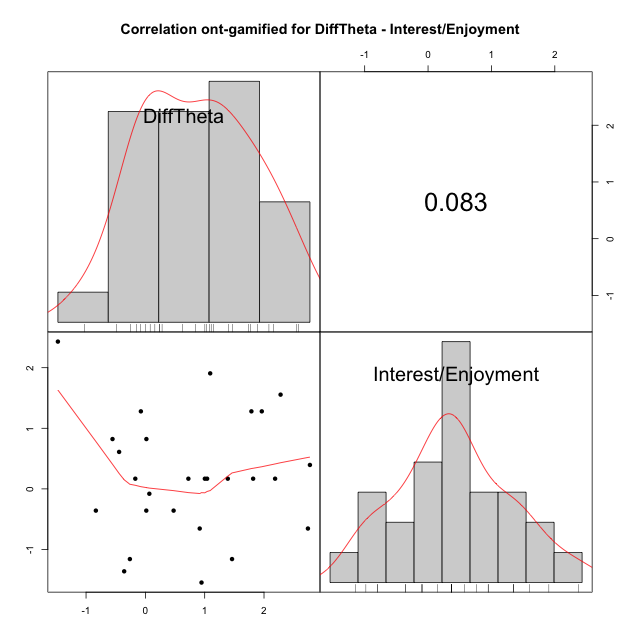 Correlation ont-gamified for DiffTheta - Interest/Enjoyment
-1 0 1 2
DiffTheta
0.083
2
1
0
-1
2
1
0
-1
Interest/Enjoyment
-1 0 1 2